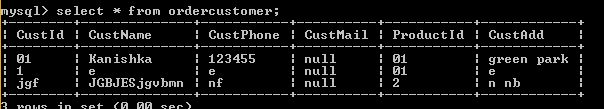 mysql> select * from ordercustomer;
CustId | CustName | CustPhone | CustMail | ProductId | CustAdd
01 | Kanishka | 123455 | null | 01 | green park
1 | e | e | null | 01 | e
jgf | JGBJESjgvbmn | nf | null | 2 | n nb
3 rows in set (0.00 sec)